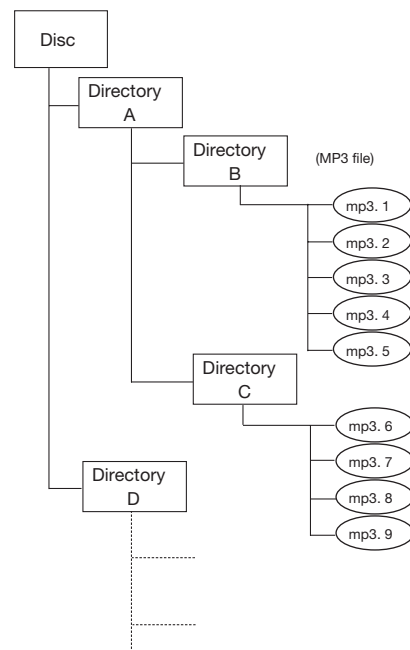 Disc
Directory
A
Directory
B
(MP3 file)
mp3. 1
mp3. 2
mp3. 3
mp3. 4
mp3. 5
Directory
C
mp3. 6
mp3. 7
mp3. 8
mp3. 9
Directory
D